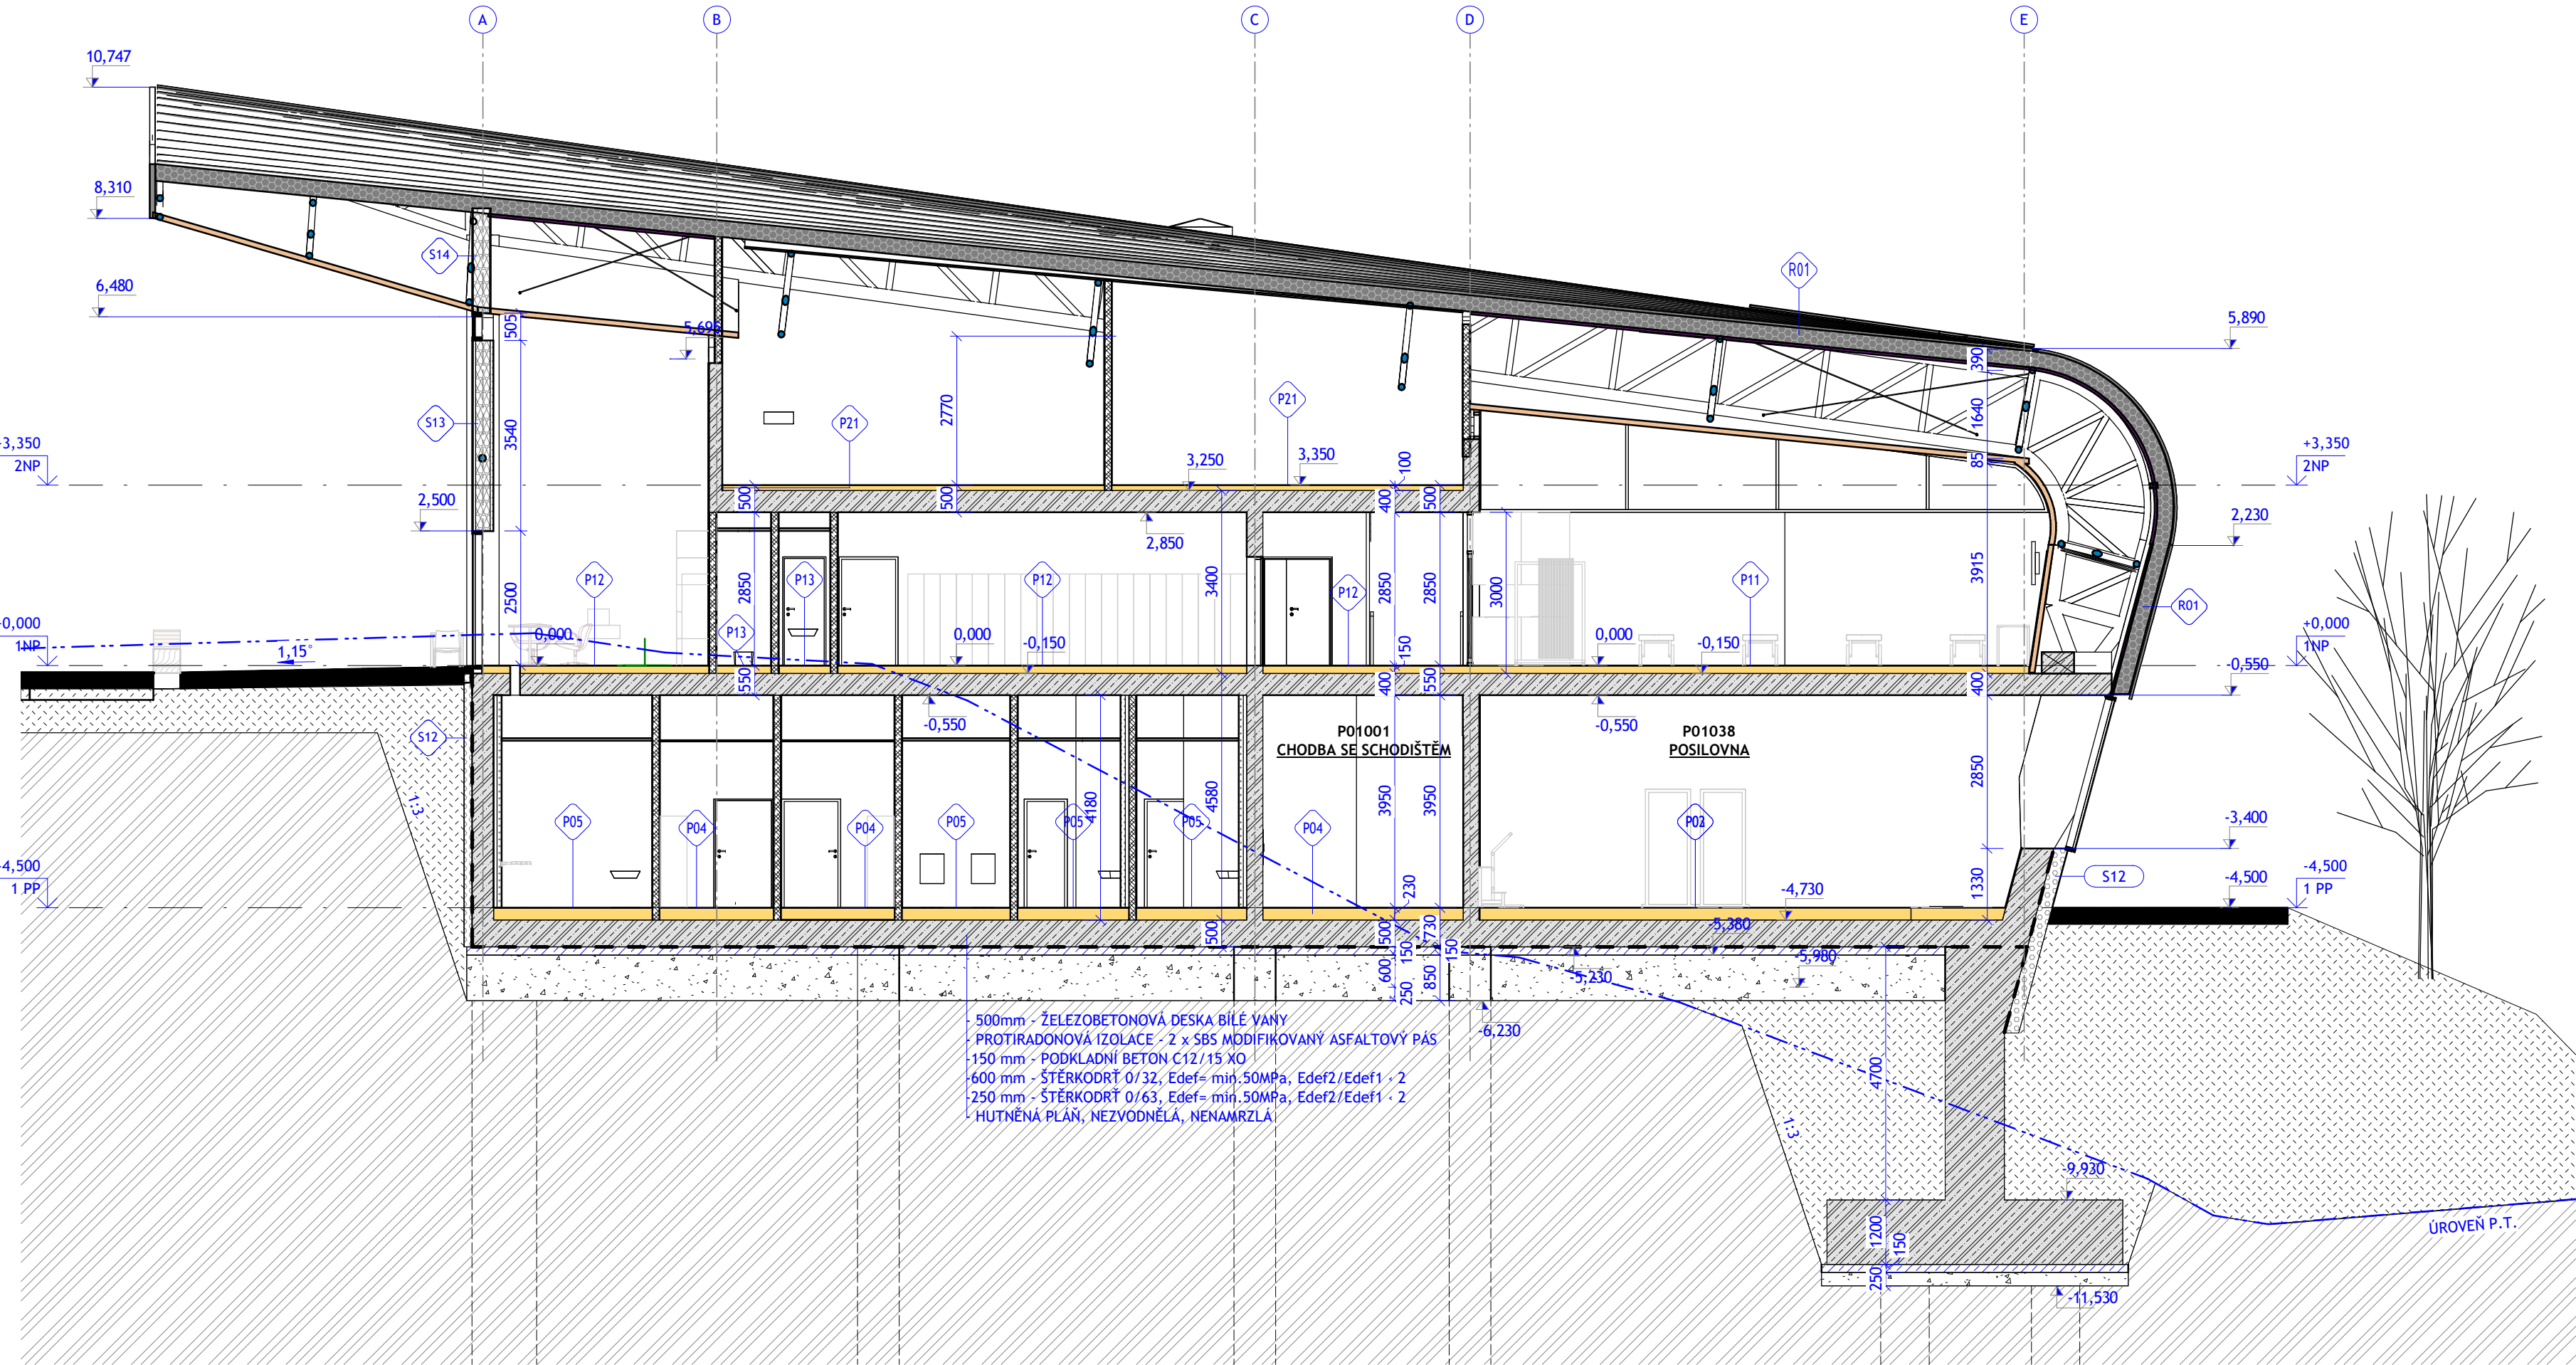 A
B
C
D
E
10,747
8,310
S14
R01
6,480
505
5,695
5,890
390
2770
P21
P21
1640
S13
3540
-3,350
2NP
3,250
3,350
100
85
+3,350
2NP
500
500
400
500
2,500
2,850
2,230
2500
P12
2850
P13
P12
3400
P12
2850
2850
3000
P11
3915
R01
-0,000
1NP
1,15°
0,000
P13
0,000
-0,150
150
0,000
-0,150
+0,000
1NP
550
400
550
400
-0,550
S12
-0,550
-0,550
P01001
CHODBA SE SCHODIŠTĚM
P01038
POSILOVNA
1:3
P05
P04
P04
P05
P05
4180
P05
4580
P04
3950
3950
2850
-3,400
-4,500
1 PP
230
-4,730
1330
S12
-4,500
-4,500
1 PP
500
500
730
-5,380
150
150
600
850
250
-5,230
-5,980
-6,230
- 500mm - ŽELEZOBETONOVÁ DESKA BÍLÉ VANY
- PROTIRADONOVÁ IZOLACE - 2 x SBS MODIFIKOVANÝ ASFALTOVÝ PÁS
-150 mm - PODKLADNÍ BETON C12/15 XO
-600 mm - ŠTĚRKODRŤ 0/32, Edef= min.50MPa, Edef2/Edef1 < 2
-250 mm - ŠTĚRKODRŤ 0/63, Edef= min.50MPa, Edef2/Edef1 < 2
- HUTNĚNÁ PLÁŇ, NEZVODNĚLÁ, NENAMRZLÁ
4700
1:3
-9,930
1200
150
250
-11,530
ÚROVEŇ P.T.